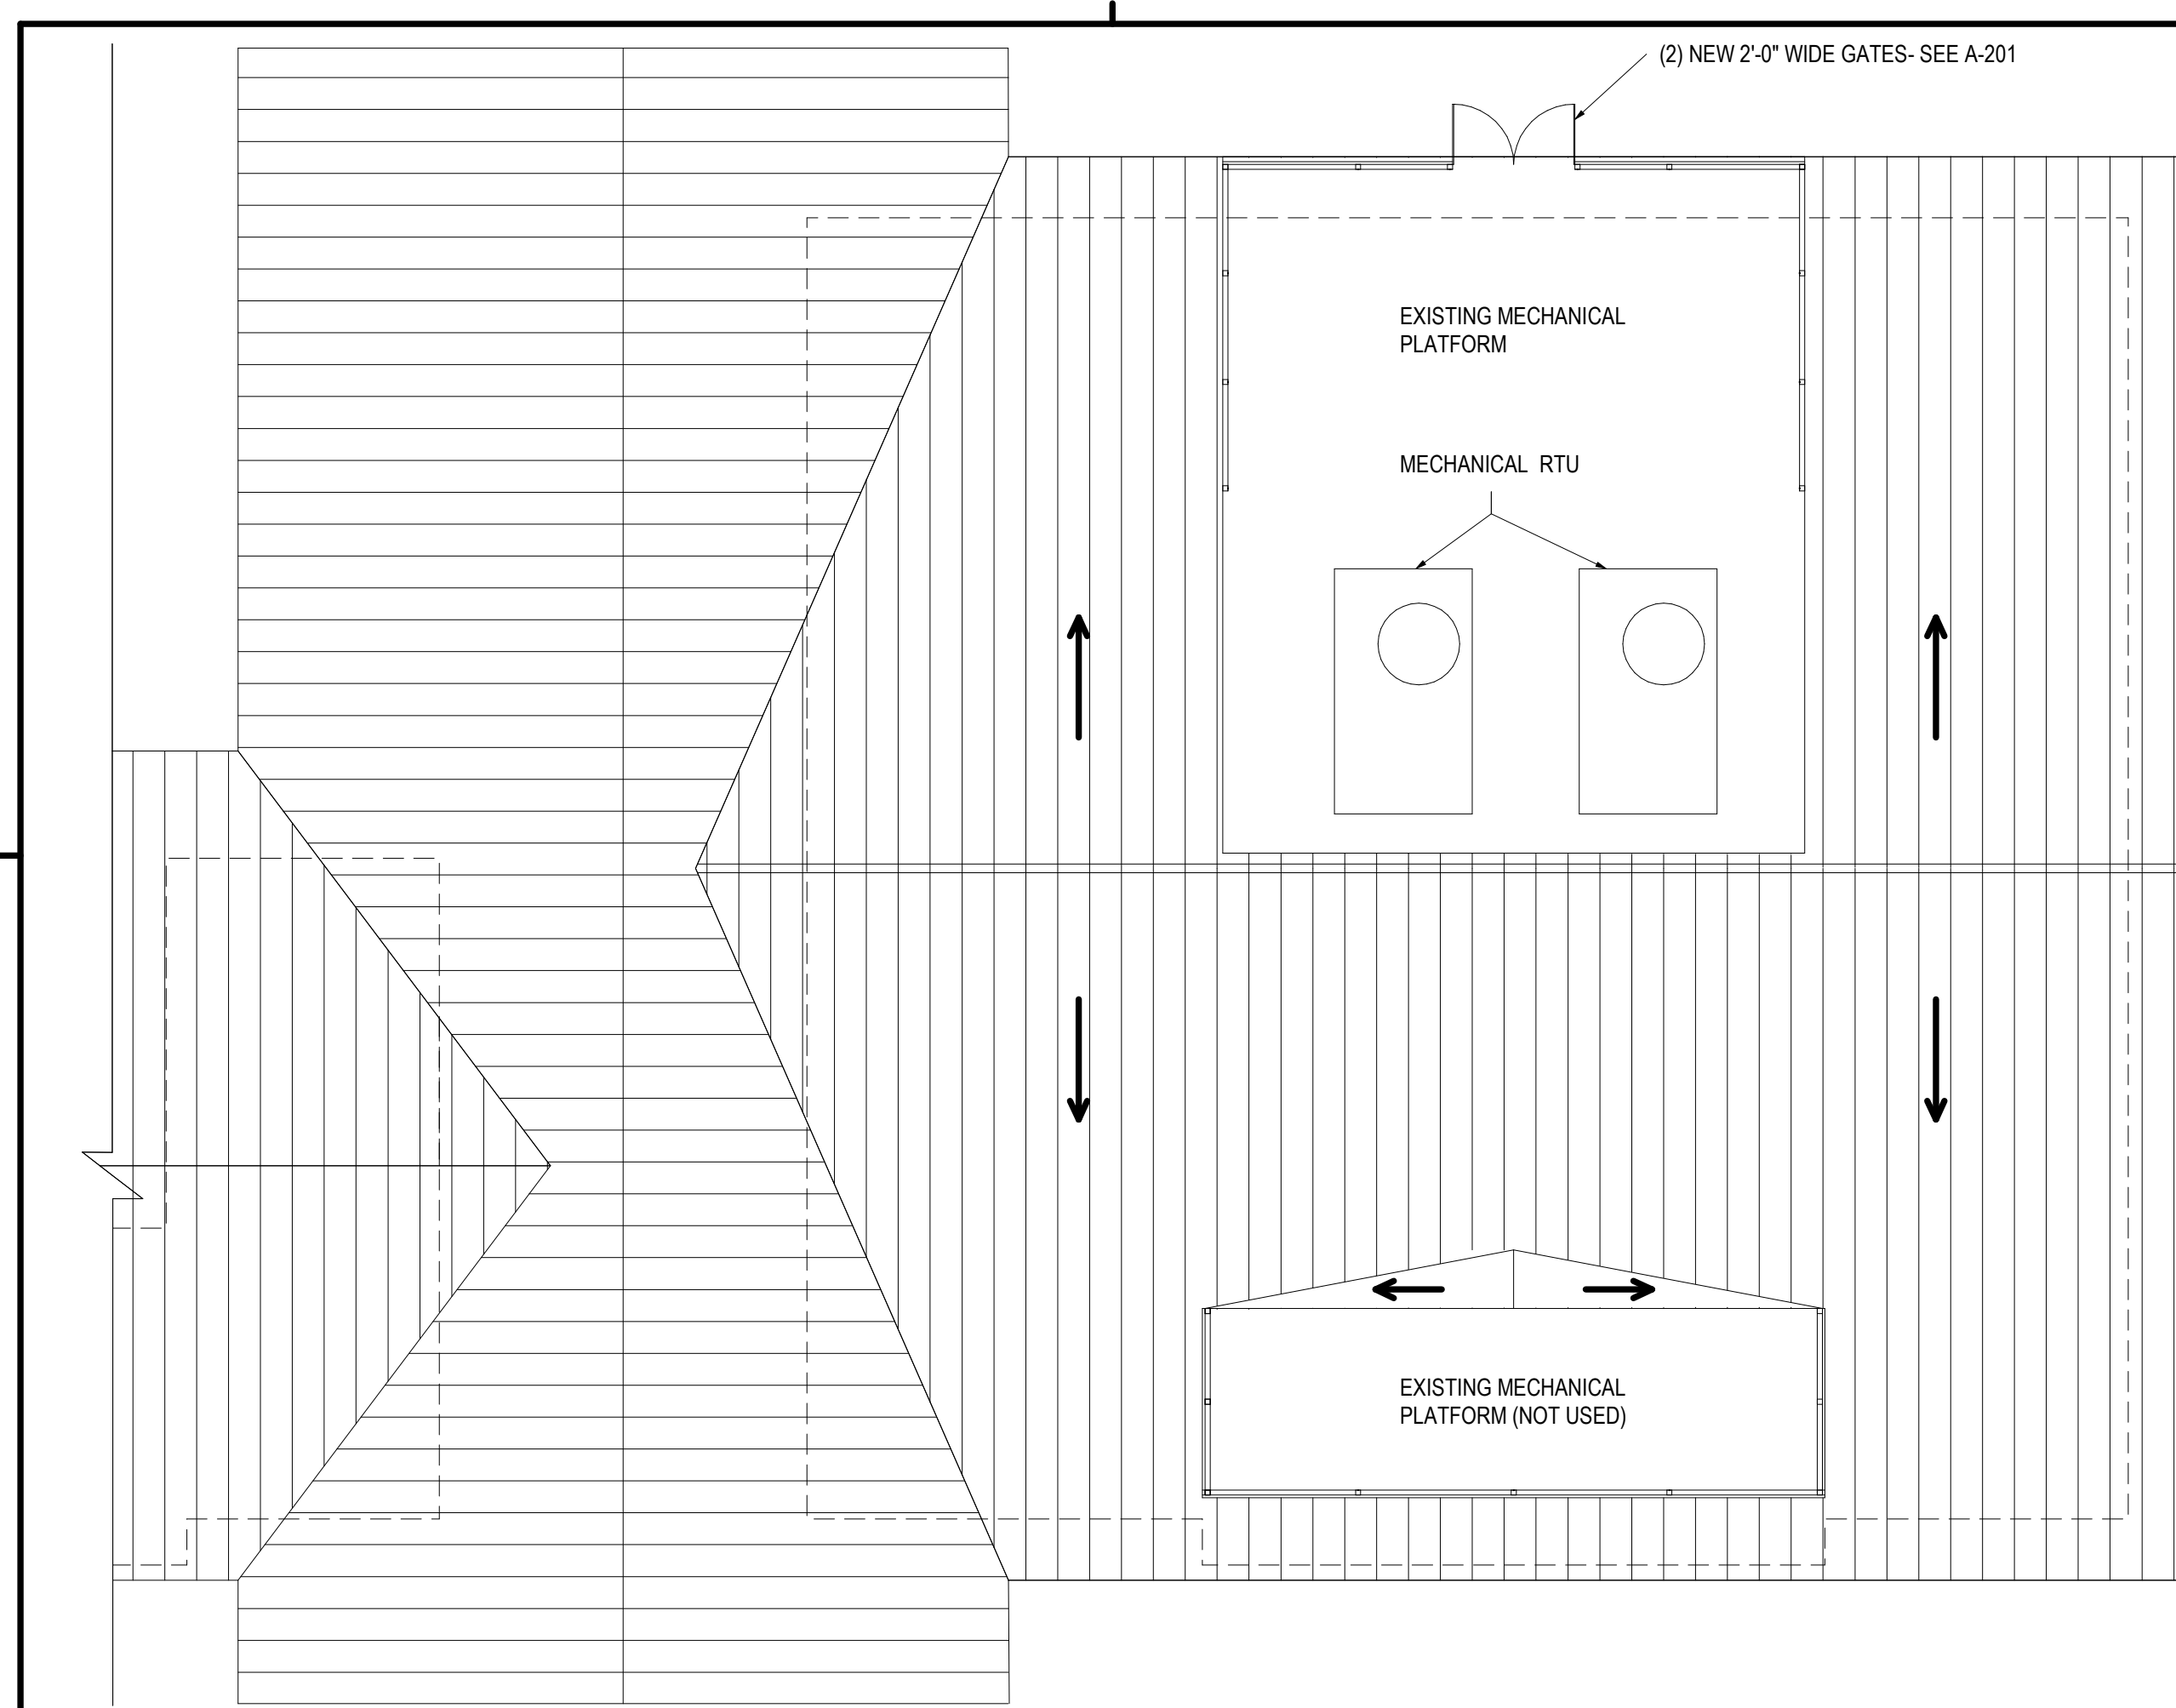 (2) NEW 2'-0" WIDE GATES- SEE A-201
EXISTING MECHANICAL
PLATFORM
MECHANICAL RTU
EXISTING MECHANICAL
PLATFORM (NOT USED)